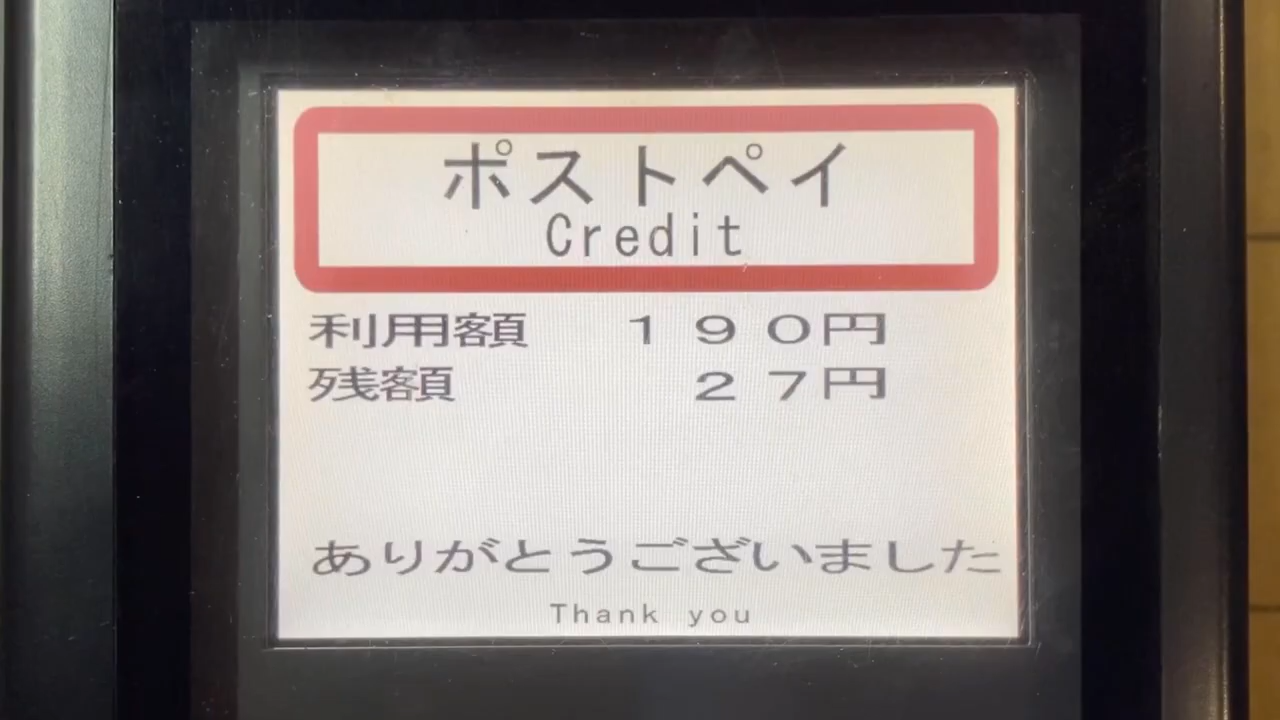 ポストペイ
Credit
利用額 190円
残額 27円
ありがとうございました
Thank you